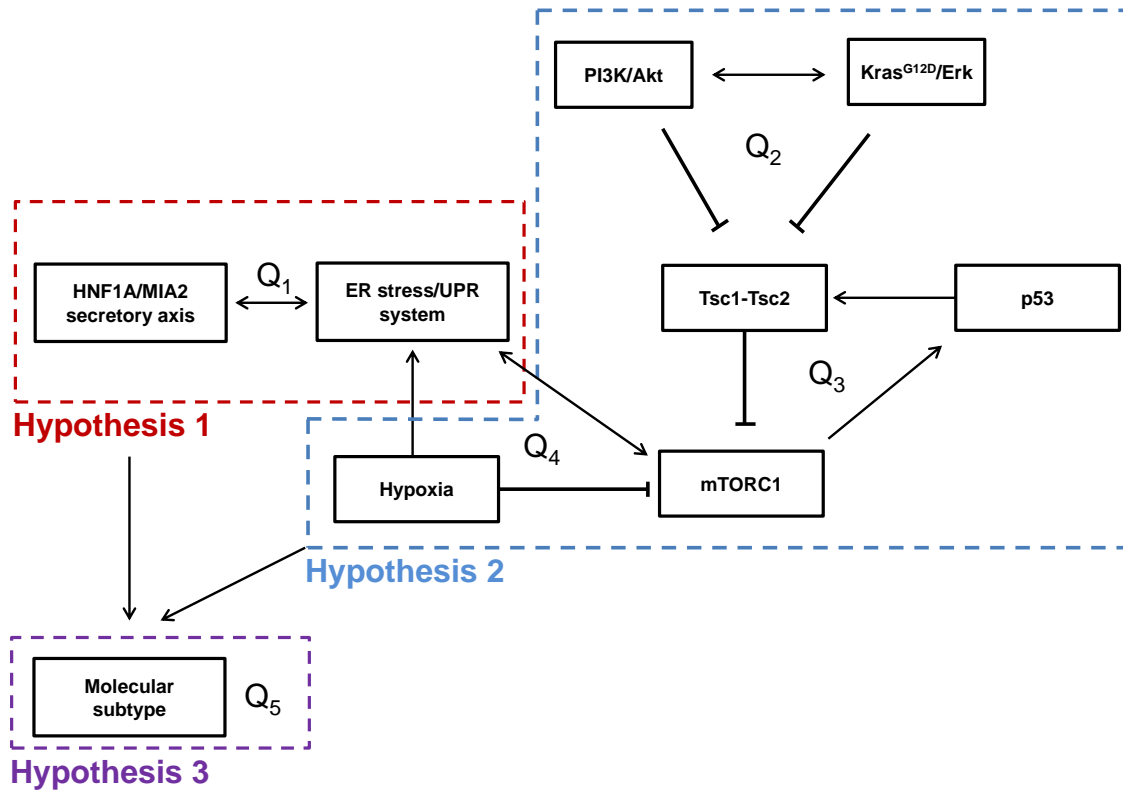 PI3K/Akt
Kras^G12D/Erk
Q₂
HNF1A/MIA2
secretory axis
Q₁
ER stress/UPR
system
Tsc1-Tsc2
p53
Q₃
Hypothesis 1
Q₄
Hypoxia
mTORC1
Hypothesis 2
Molecular
subtype
Q₅
Hypothesis 3